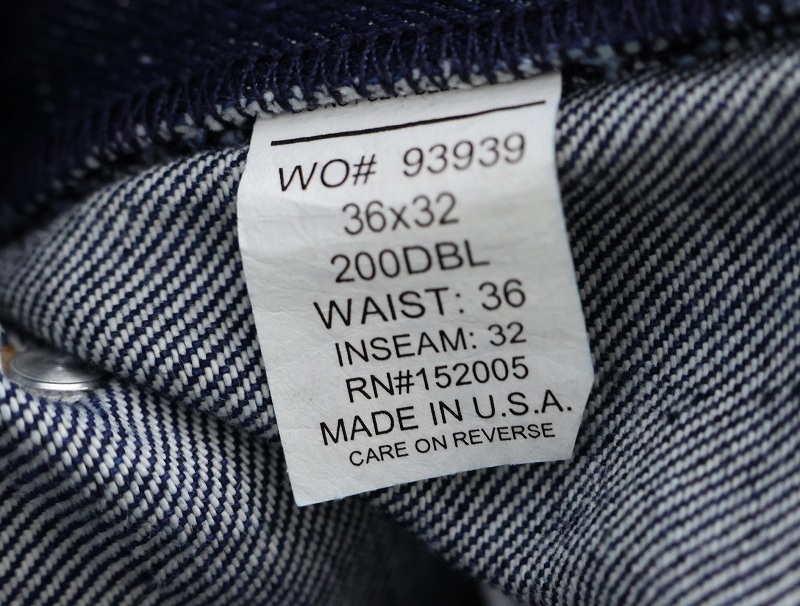 WO# 93939
36x32
200DBL
WAIST: 36
INSEAM: 32
RN#152005
MADE IN U.S.A.
CARE ON REVERSE